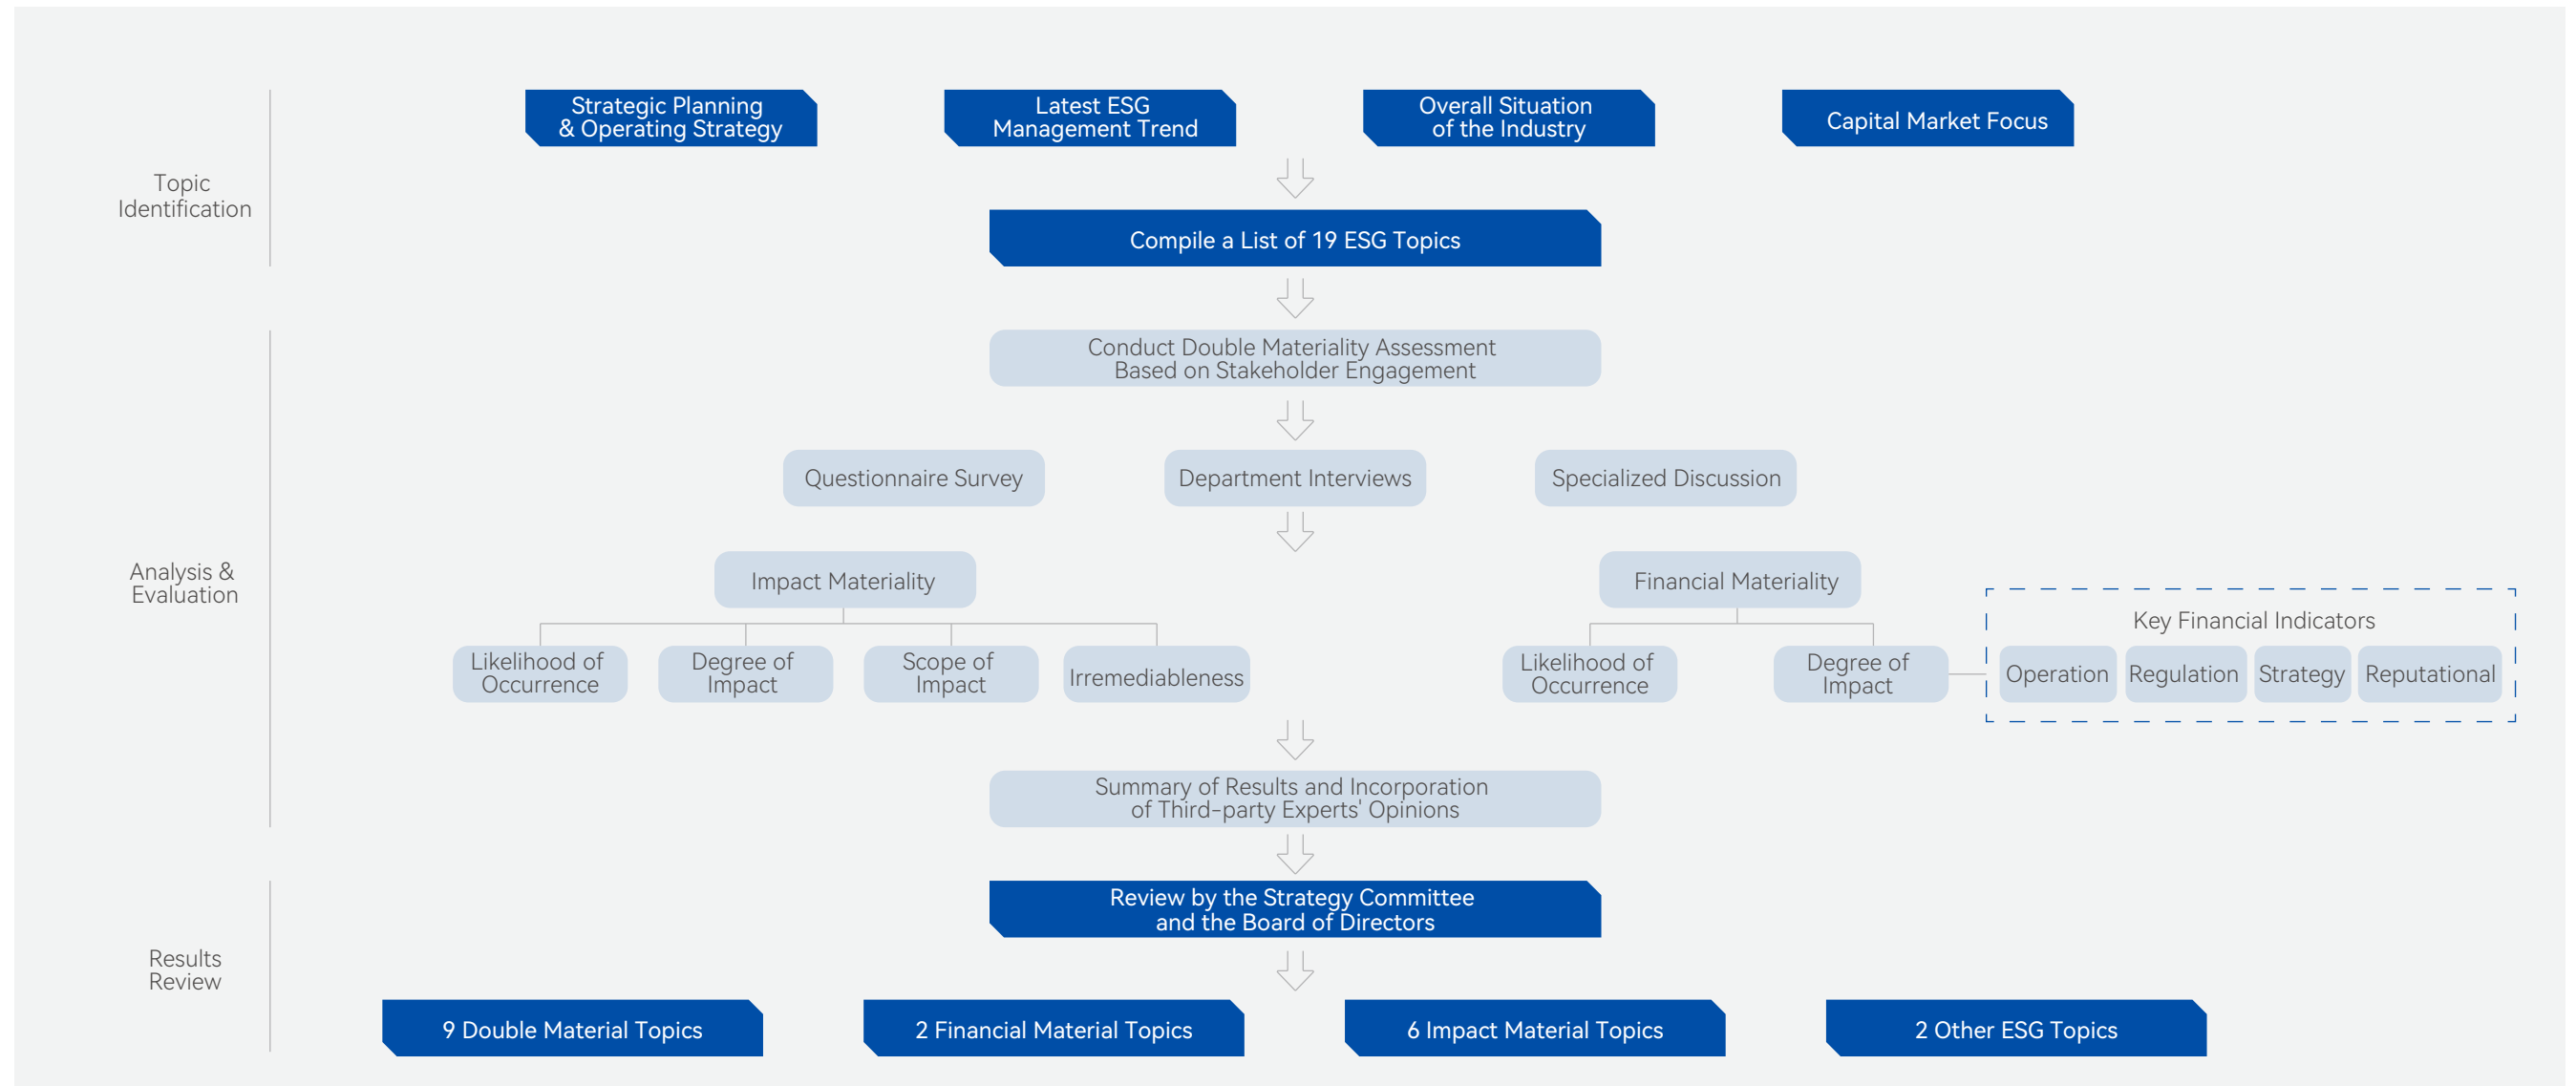 Topic
Identification
Strategic Planning
& Operating Strategy
Latest ESG
Management Trend
Overall Situation
of the Industry
Capital Market Focus
Compile a List of 19 ESG Topics
Analysis &
Evaluation
Conduct Double Materiality Assessment
Based on Stakeholder Engagement
Questionnaire Survey
Department Interviews
Specialized Discussion
Impact Materiality
Financial Materiality
Likelihood of
Occurrence
Degree of
Impact
Scope of
Impact
Irremediableness
Likelihood of
Occurrence
Degree of
Impact
Key Financial Indicators
Operation
Regulation
Strategy
Reputational
Summary of Results and Incorporation
of Third-party Experts' Opinions
Results
Review
Review by the Strategy Committee
and the Board of Directors
9 Double Material Topics
2 Financial Material Topics
6 Impact Material Topics
2 Other ESG Topics